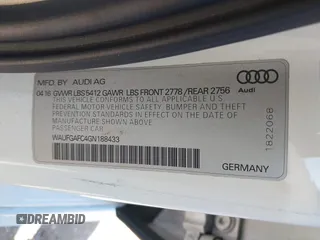 MFD. BY AUDI AG
04.16 GVWR LBS 5412 GAWR LBS FRONT 2778 /REAR 2756
THIS VEHICLE CONFORMS TO ALL APPLICABLE
FEDERAL MOTOR VEHICLE SAFETY, BUMPER AND THEFT
PREVENTION STANDARDS IN EFFECT ON THE DATE OF
MANUFACTURE SHOWN ABOVE.
PASSENGER CAR
WAUFGAFC4GN188433
GERMANY
Audi
1822068